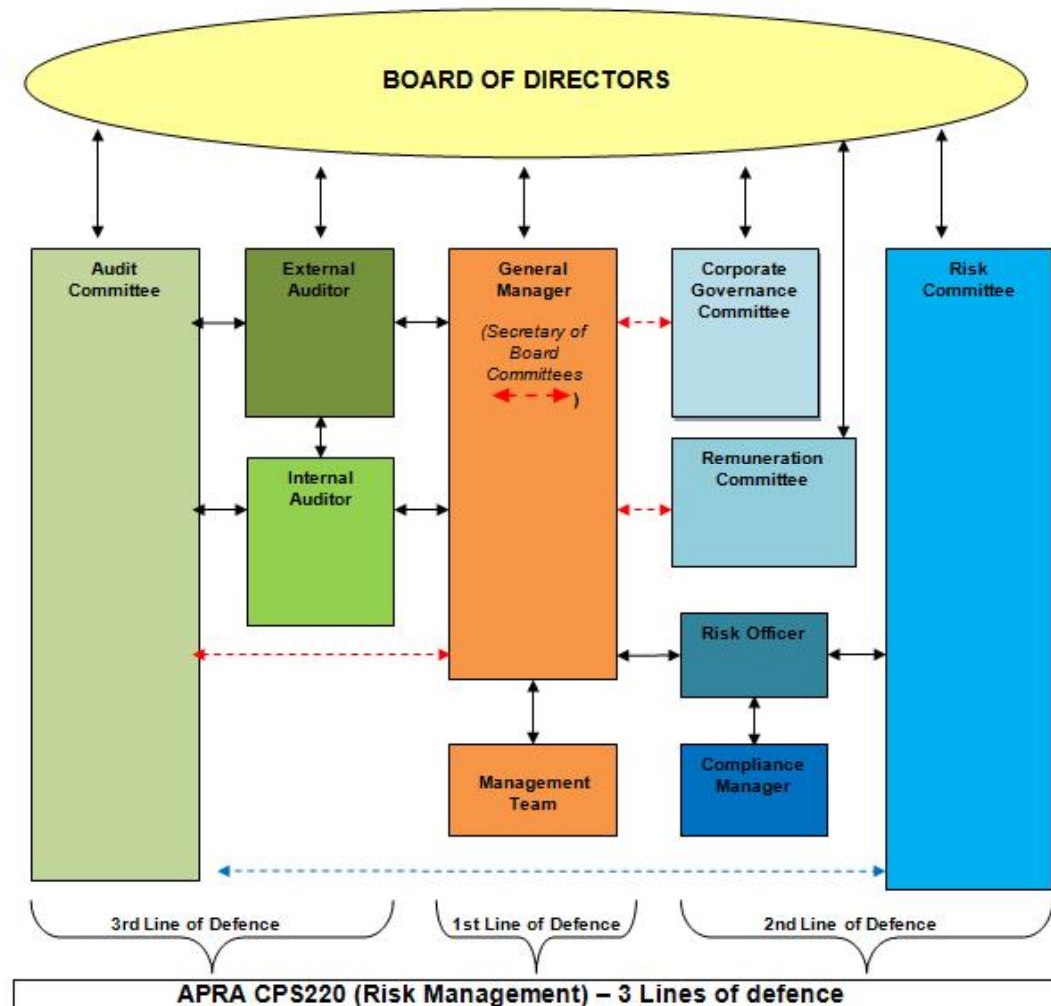 BOARD OF DIRECTORS
Audit
Committee
External
Auditor
General
Manager
(Secretary of
Board
Committees
)
Corporate
Governance
Committee
Risk
Committee
Internal
Auditor
Remuneration
Committee
Risk Officer
Management
Team
Compliance
Manager
3rd Line of Defence
1st Line of Defence
2nd Line of Defence
APRA CPS220 (Risk Management) – 3 Lines of defence